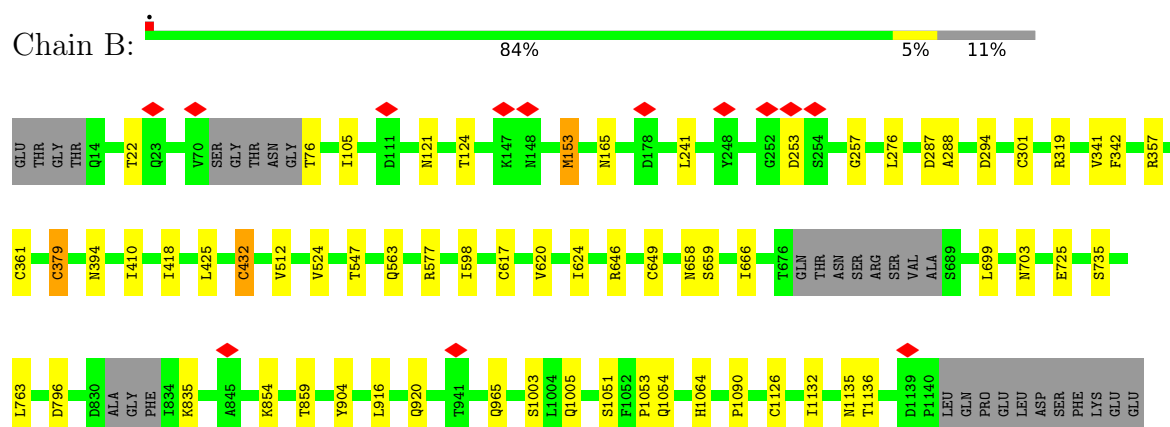 Chain B:
84% 5% 11%
GLU THR GLY THR Q14 T22 Q23 V70 SER GLY THR ASN GLY T76 I105 D111 N121 T124 K147 N148 M153 N165 D178 L241 Y248 G252 D253 S254 G257 L276 D287 A288 D294 C301 R319 V341 F342 R357
C361 C379 N394 I410 I418 L425 C432 V512 V524 T547 Q563 R577 I598 C617 V620 I624 R646 C649 N658 S659 I666 T676 GLN THR ASN SER ARG SER VAL ALA S689 L699 N703 E725 S735
L763 D796 D830 ALA GLY PHE I834 K835 A845 K854 T859 Y904 L916 Q920 T941 Q965 S1003 L1004 Q1005 S1051 F1052 P1053 Q1054 H1064 P1090 C1126 I1132 N1135 T1136 D1139 P1140 LEU GLN PRO GLU LEU ASP SER PHE LYS GLU GLU